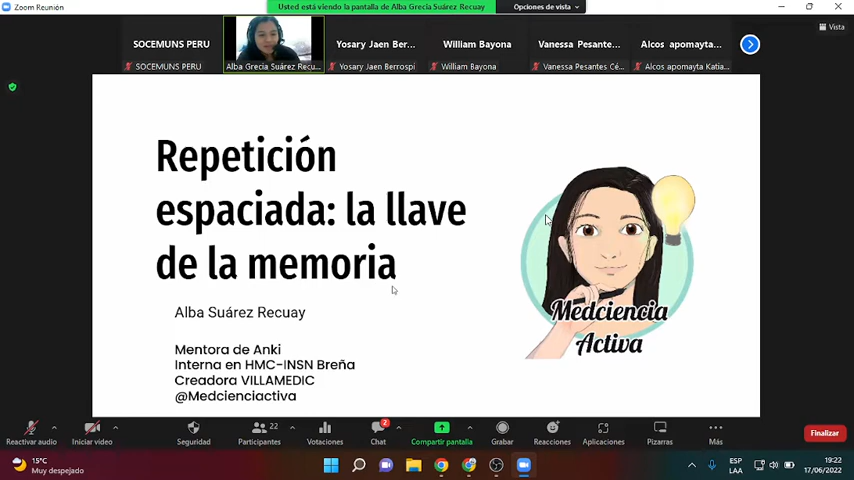 Zoom Reunión
Usted está viendo la pantalla de Alba Grecia Suárez Recuay
Opciones de vista
Vista
SOCEMUNS PERU
Yosary Jaen Ber...
William Bayona
Vanessa Pesante...
Alcos apomayta...
SOCEMUNS PERU
Alba Grecia Suárez Recu...
Yosary Jaen Berrospi
William Bayona
Vanessa Pesantes Cé...
Alcos apomayta Katia...
Repetición
espaciada: la llave
de la memoria
Alba Suárez Recuay
Mentora de Anki
Interna en HMC-INSN Breña
Creadora VILLAMEDIC
@Medcienciactiva
Medciencia
Activa
Reactivar audio
Iniciar video
Seguridad
Participantes
22
Votaciones
Chat
2
Compartir pantalla
Grabar
Reacciones
Aplicaciones
Pizarras
Más
Finalizar
15°C
Muy despejado
ESP
LAA
19:22
17/06/2022